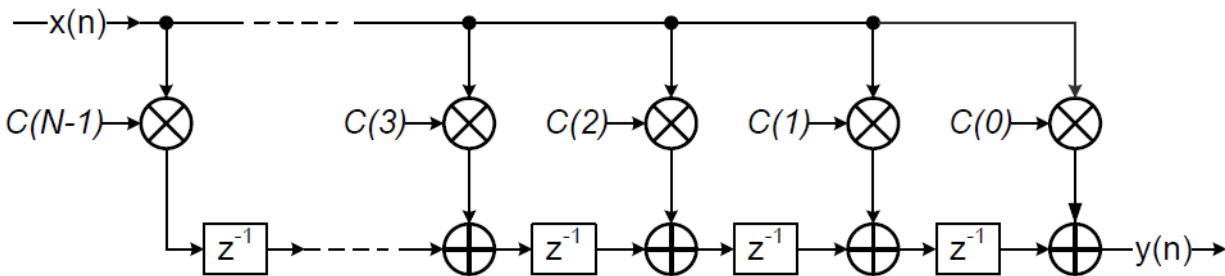 x(n)
C(N-1) C(3) C(2) C(1) C(0)
z⁻¹ z⁻¹ z⁻¹ z⁻¹ y(n)